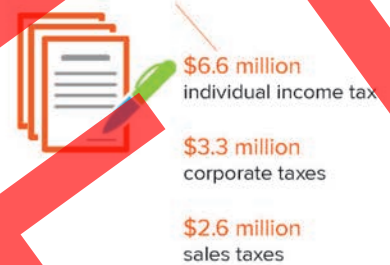 $6.6 million
individual income tax
$3.3 million
corporate taxes
$2.6 million
sales taxes